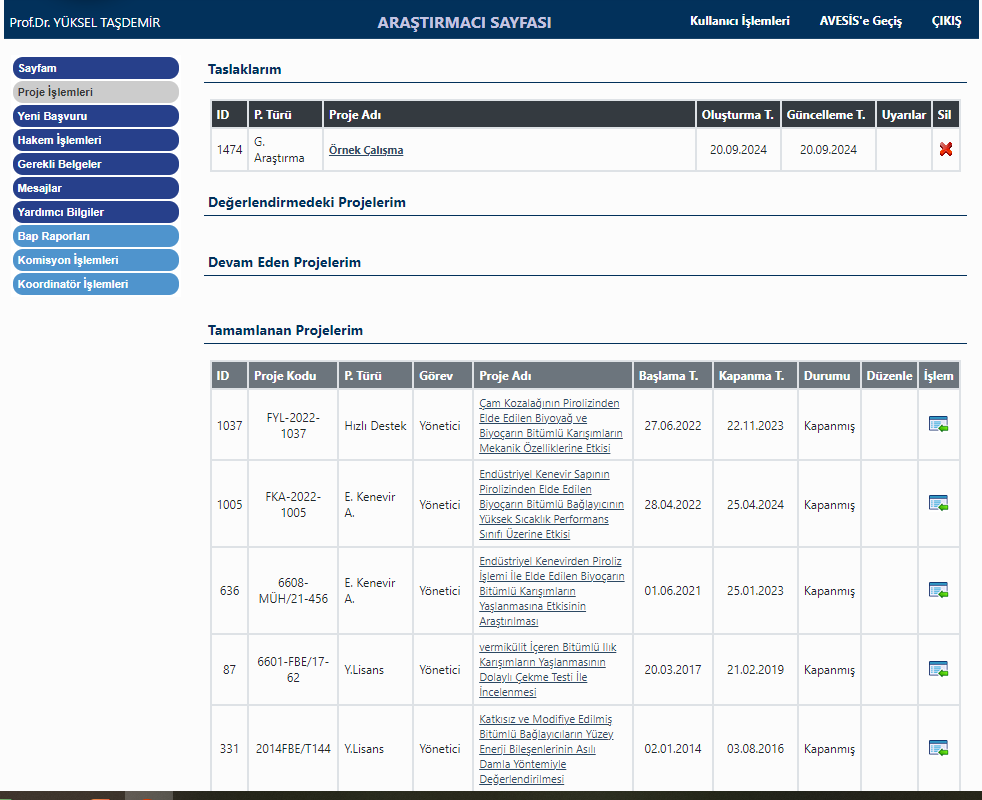 Prof.Dr. YÜKSEL TAŞDEMİR
ARAŞTIRMACI SAYFASI
Kullanıcı İşlemleri
AVESİS'e Geçiş
ÇIKIŞ
Sayfam
Proje İşlemleri
Yeni Başvuru
Hakem İşlemleri
Gerekli Belgeler
Mesajlar
Yardımcı Bilgiler
Bap Raporları
Komisyon İşlemleri
Koordinatör İşlemleri
Taslaklarım
ID P. Türü Proje Adı Oluşturma T. Güncelleme T. Uyarılar Sil
1474
G.
Araştırma
Örnek Çalışma
20.09.2024
20.09.2024
Değerlendirmedeki Projelerim
Devam Eden Projelerim
Tamamlanan Projelerim
ID Proje Kodu P. Türü Görev Proje Adı Başlama T. Kapanma T. Durumu Düzenle İşlem
1037
FYL-2022-
1037
Hızlı Destek
Yönetici
Çam Kozalağının Pirolizinden
Elde Edilen Biyoyağ ve
Biyoçarın Bitümlü Karışımların
Mekanik Özelliklerine Etkisi
27.06.2022
22.11.2023
Kapanmış
1005
FKA-2022-
1005
E. Kenevir
A.
Yönetici
Endüstriyel Kenevir Sapının
Pirolizinden Elde Edilen
Biyoçarın Bitümlü Bağlayıcının
Yüksek Sıcaklık Performans
Sınıfı Üzerine Etkisi
28.04.2022
25.04.2024
Kapanmış
636
6608-
MÜH/21-456
E. Kenevir
A.
Yönetici
Endüstriyel Kenevirden Piroliz
İşlemi İle Elde Edilen Biyoçarın
Bitümlü Karışımların
Yaşlanmasına Etkisinin
Araştırılması
01.06.2021
25.01.2023
Kapanmış
87
6601-FBE/17-
62
Y.Lisans
Yönetici
vermikülit İçeren Bitümlü Ilık
Karışımların Yaşlanmasının
Dolaylı Çekme Testi İle
İncelenmesi
20.03.2017
21.02.2019
Kapanmış
331
2014FBE/T144
Y.Lisans
Yönetici
Katkısız ve Modifiye Edilmiş
Bitümlü Bağlayıcıların Yüzey
Enerji Bileşenlerinin Asılı
Damla Yöntemiyle
Değerlendirilmesi
02.01.2014
03.08.2016
Kapanmış